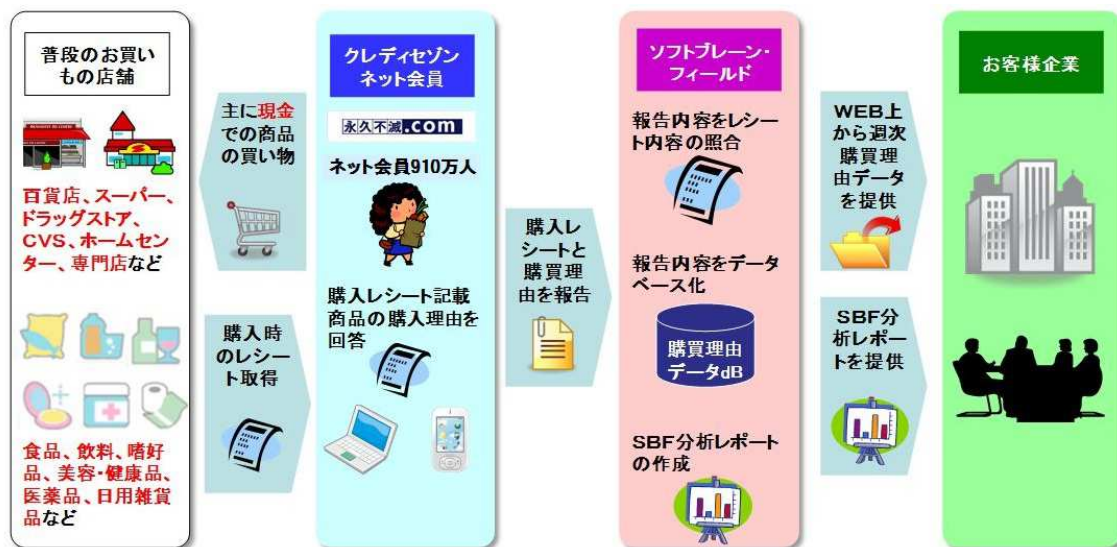 普段のお買い
もの店舗
百貨店、スーパー、
ドラッグストア、
CVS、ホームセン
ター、専門店など
食品、飲料、嗜好
品、美容・健康品、
医薬品、日用雑貨
品など
主に現金
での商品
の買い物
購入時
のレシー
ト取得
クレディセゾン
ネット会員
永久不滅.com
ネット会員910万人
購入レシート記載
商品の購入理由を
回答
購入レ
シートと
購買理
由を報告
ソフトブレーン・
フィールド
報告内容をレシー
ト内容の照合
報告内容をデータ
ベース化
購買理由
データdB
SBF分析レポート
の作成
WEB上
から週次
購買理
由データ
を提供
SBF分
析レポー
トを提供
お客様企業